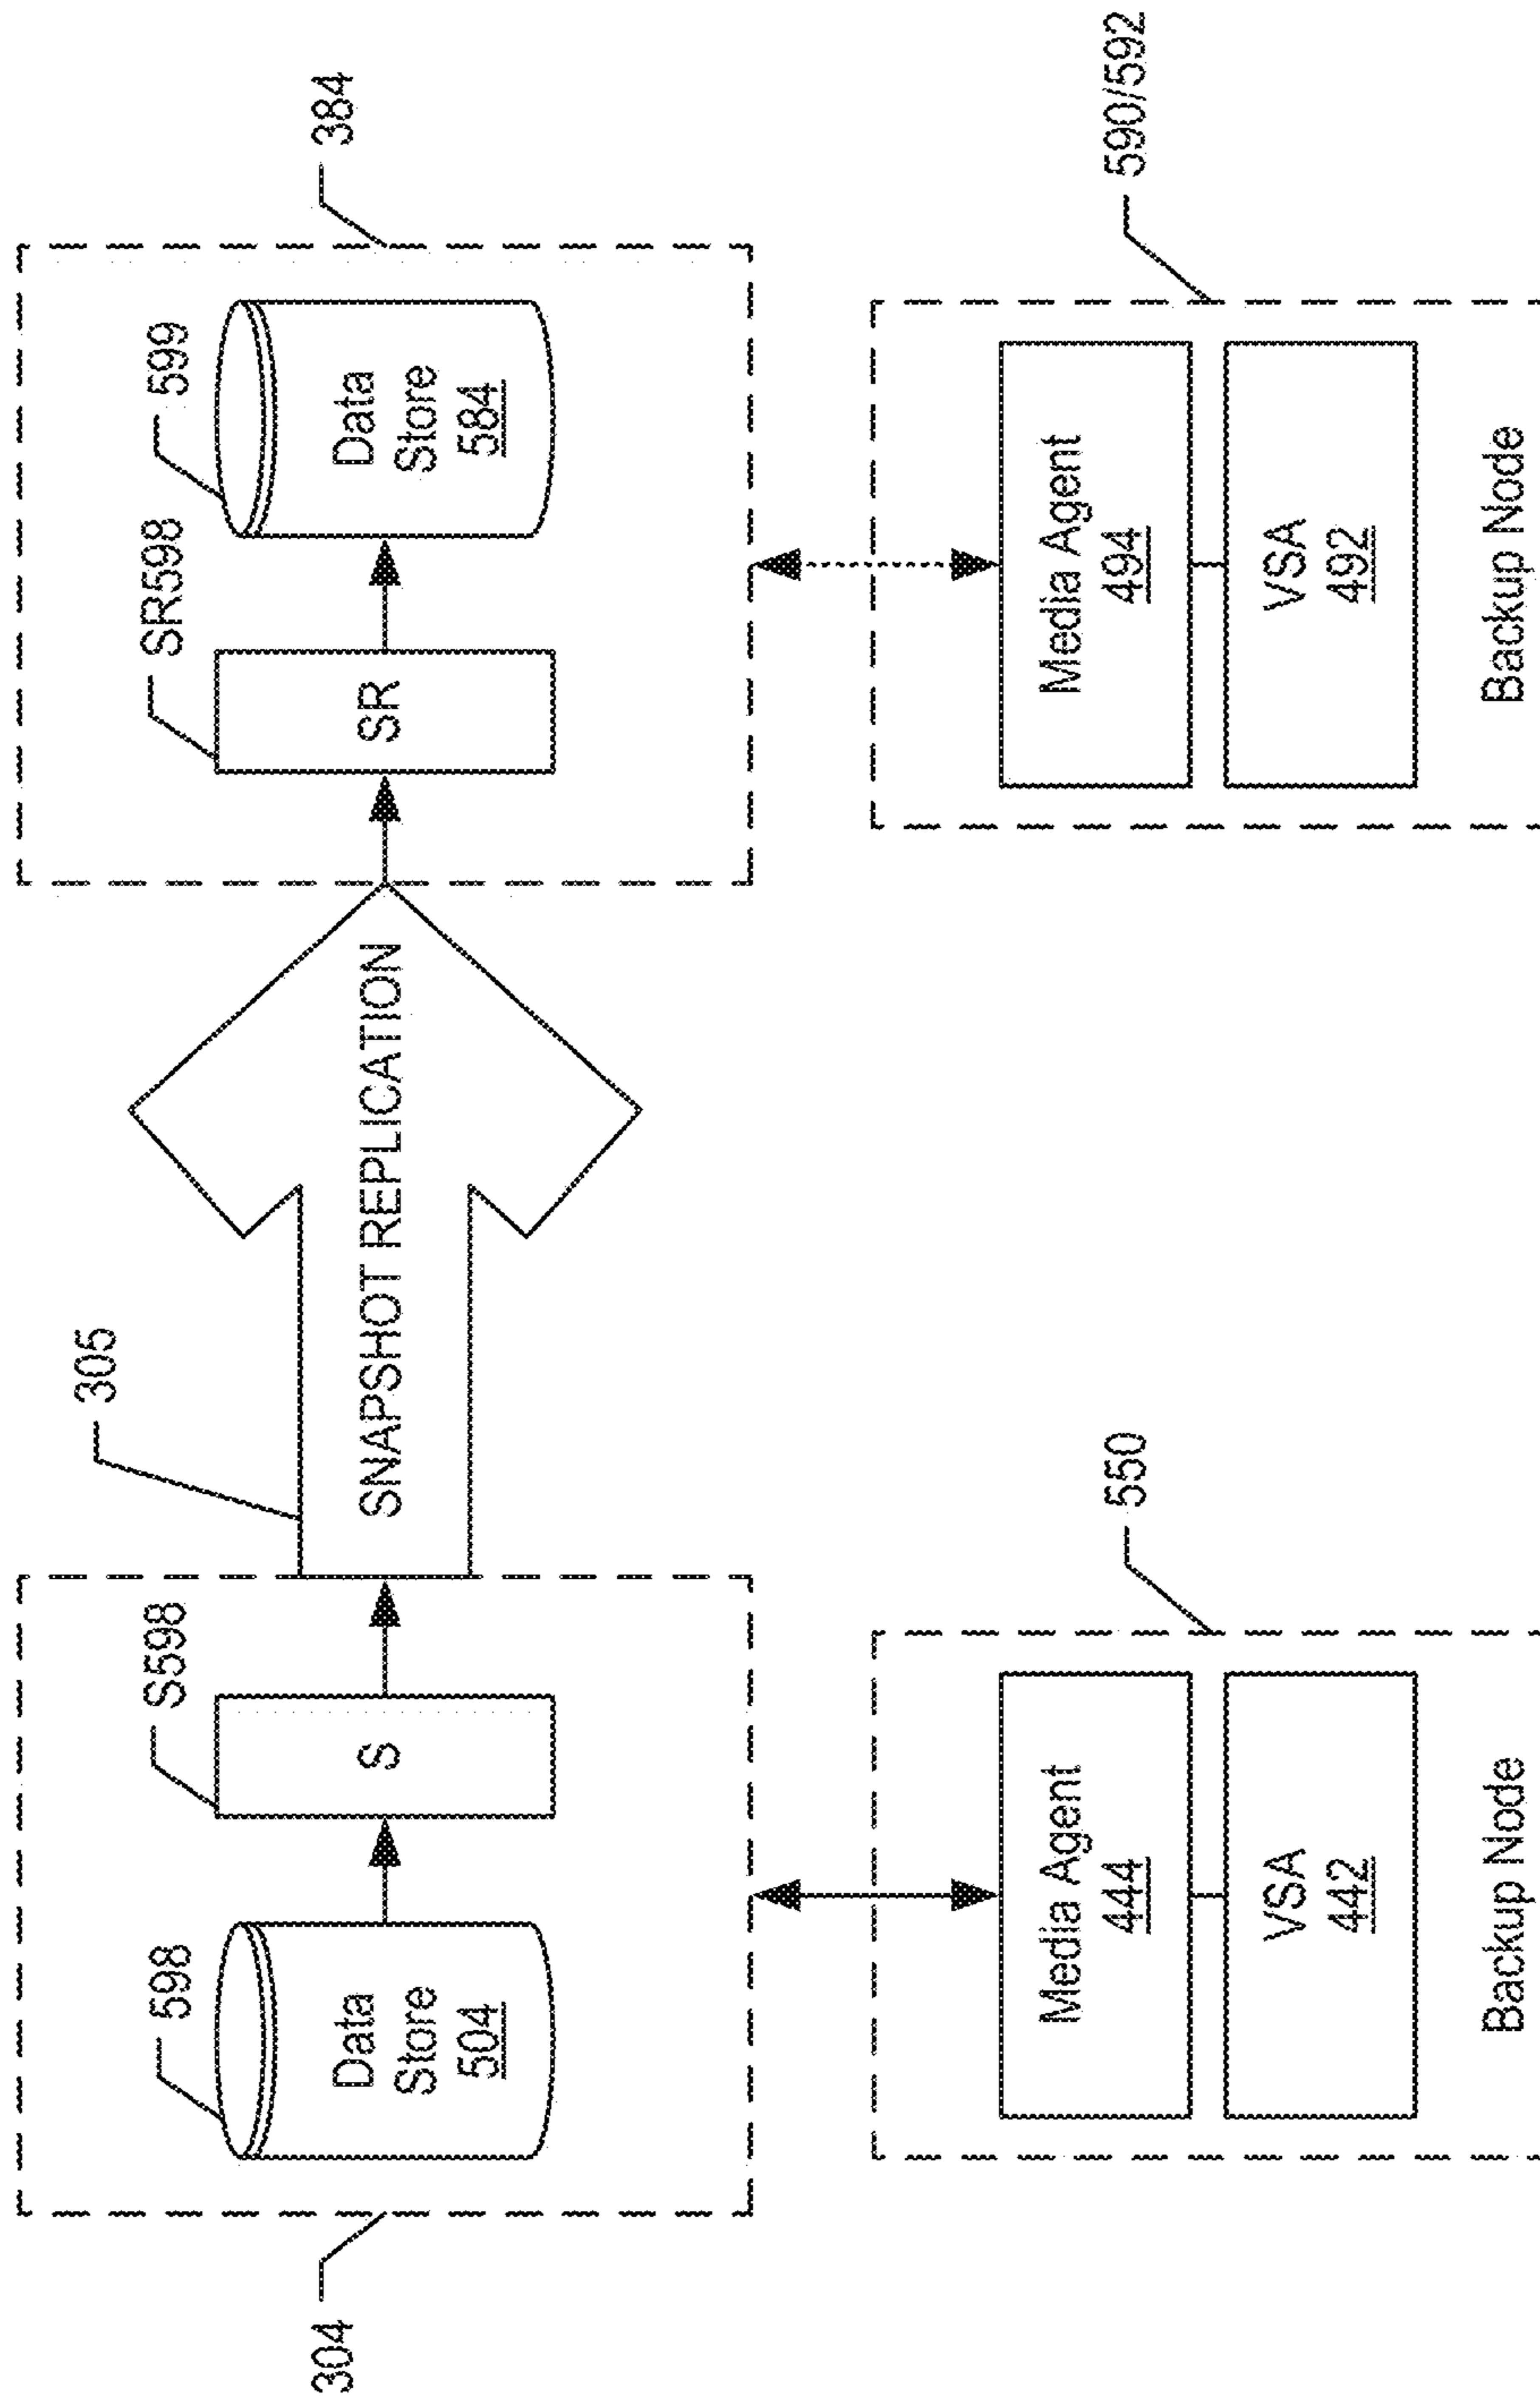 304
598
Data
Store
504
S598
S
305
SNAPSHOT REPLICATION
SR598
SR
599
Data
Store
584
384
Media Agent
444
VSA
442
Backup Node
550
Media Agent
494
VSA
492
Backup Node
590/592